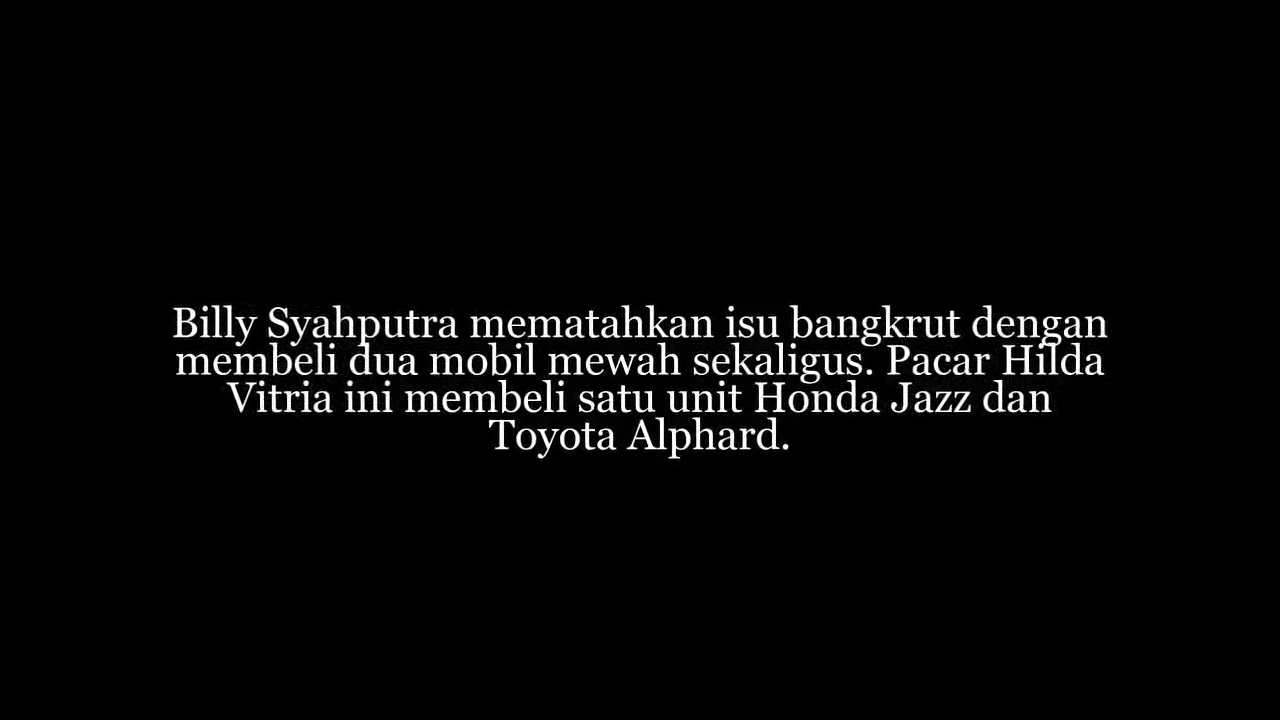 Billy Syahputra mematahkan isu bangkrut dengan
membeli dua mobil mewah sekaligus. Pacar Hilda
Vitria ini membeli satu unit Honda Jazz dan
Toyota Alphard.